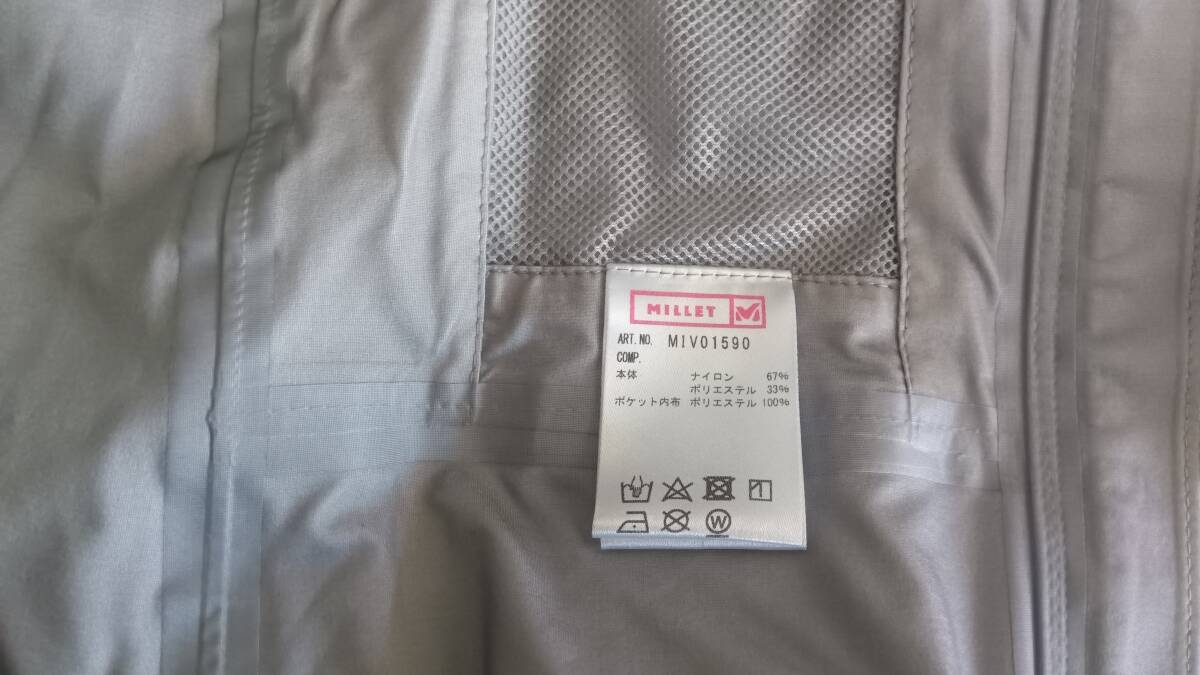 MILLET
ART.NO. MIV01590
COMP.
本体 ナイロン 67%
ポリエステル 33%
ポケット内布 ポリエステル 100%
W